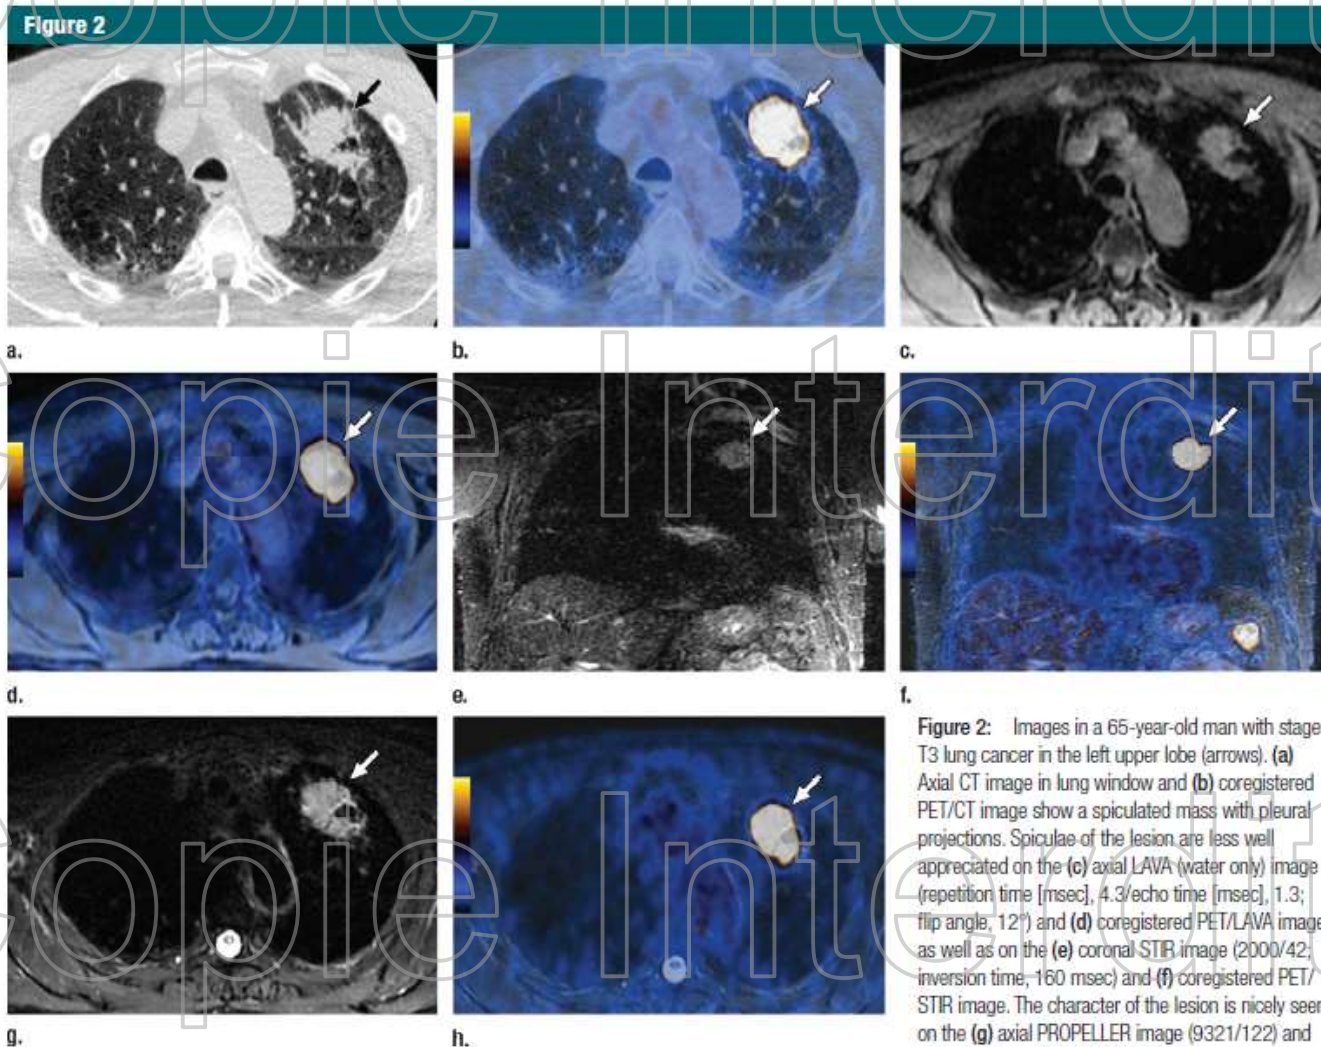 Figure 2
a.
b.
c.
d.
e.
f.
g.
h.
Figure 2: Images in a 65-year-old man with stage
T3 lung cancer in the left upper lobe (arrows). (a)
Axial CT image in lung window and (b) coregistered
PET/CT image show a spiculated mass with pleural
projections. Spiculae of the lesion are less well
appreciated on the (c) axial LAVA (water only) image
(repetition time [msec], 4.3/echo time [msec], 1.3;
flip angle, 12°) and (d) coregistered PET/LAVA image
as well as on the (e) coronal STIR image (2000/42;
inversion time, 160 msec) and (f) coregistered PET/
STIR image. The character of the lesion is nicely seen
on the (g) axial PROPELLER image (9321/122) and
opie Interdit
opie Interdit
opie Interdit